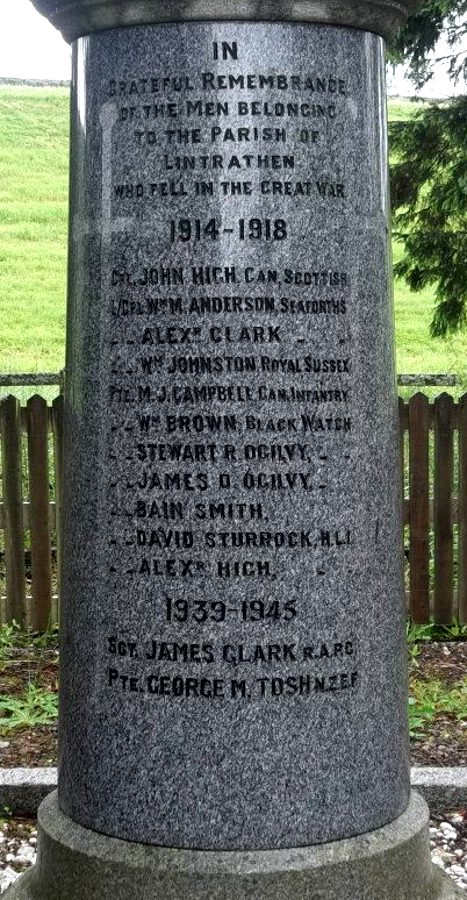 IN
GRATEFUL REMEMBRANCE
OF THE MEN BELONGING
TO THE PARISH OF
LINTRATHEN
WHO FELL IN THE GREAT WAR
1914-1918
CPL. JOHN HIGH, CAN. SCOTTISH
L/CPL WM M. ANDERSON, SEAFORTHS
" " ALEXR CLARK " "
" " WM JOHNSTON ROYAL SUSSEX
PTE. M. J. CAMPBELL CAN. INFANTRY
" " WM BROWN, BLACK WATCH
" " STEWART R. OGILVY, " "
" " JAMES D. OGILVY, "
" " BAIN SMITH,
" " DAVID STURROCK, H.L.I.
" " ALEXR HIGH, "
1939-1945
SGT. JAMES CLARK R.A.P.C
PTE. GEORGE M. TOSH N.Z.E.F